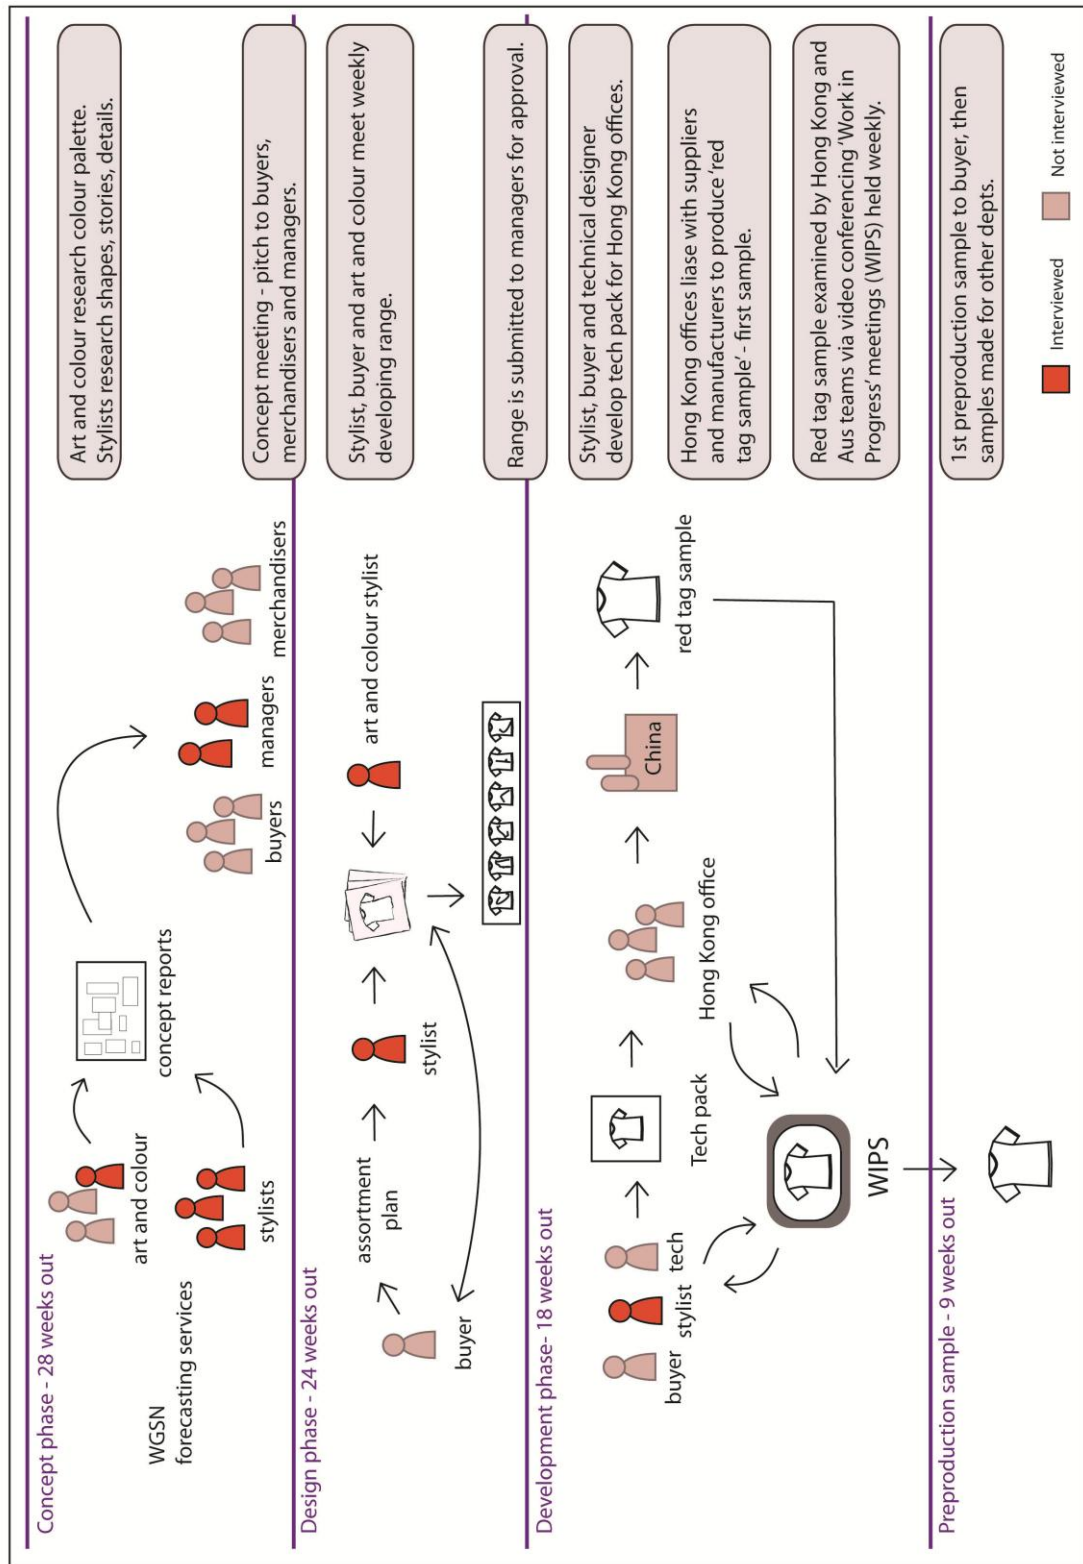 Concept phase - 28 weeks out
WGSN
forecasting services
art and colour
stylists
concept reports
buyers
managers
merchandisers
Art and colour research colour palette.
Stylists research shapes, stories, details.
Concept meeting - pitch to buyers,
merchandisers and managers.
Design phase - 24 weeks out
buyer
assortment
plan
stylist
art and colour stylist
Stylist, buyer and art and colour meet weekly
developing range.
Range is submitted to managers for approval.
Development phase- 18 weeks out
buyer
stylist
tech
Tech pack
Hong Kong office
China
red tag sample
WIPS
Stylist, buyer and technical designer
develop tech pack for Hong Kong offices.
Hong Kong offices liase with suppliers
and manufacturers to produce ‘red
tag sample’ - first sample.
Red tag sample examined by Hong Kong and
Aus teams via video conferencing ‘Work in
Progress’ meetings (WIPS) held weekly.
Preproduction sample - 9 weeks out
1st preproduction sample to buyer, then
samples made for other depts.
Interviewed
Not interviewed